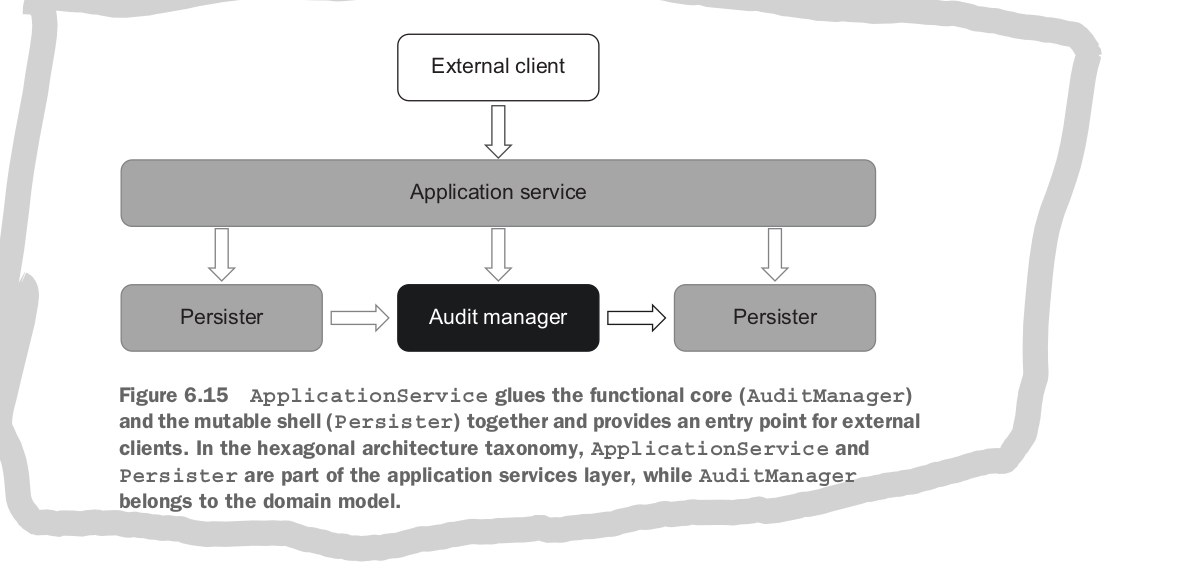 External client
Application service
Persister
Audit manager
Persister
Figure 6.15 ApplicationService glues the functional core (AuditManager)
and the mutable shell (Persister) together and provides an entry point for external
clients. In the hexagonal architecture taxonomy, ApplicationService and
Persister are part of the application services layer, while AuditManager
belongs to the domain model.